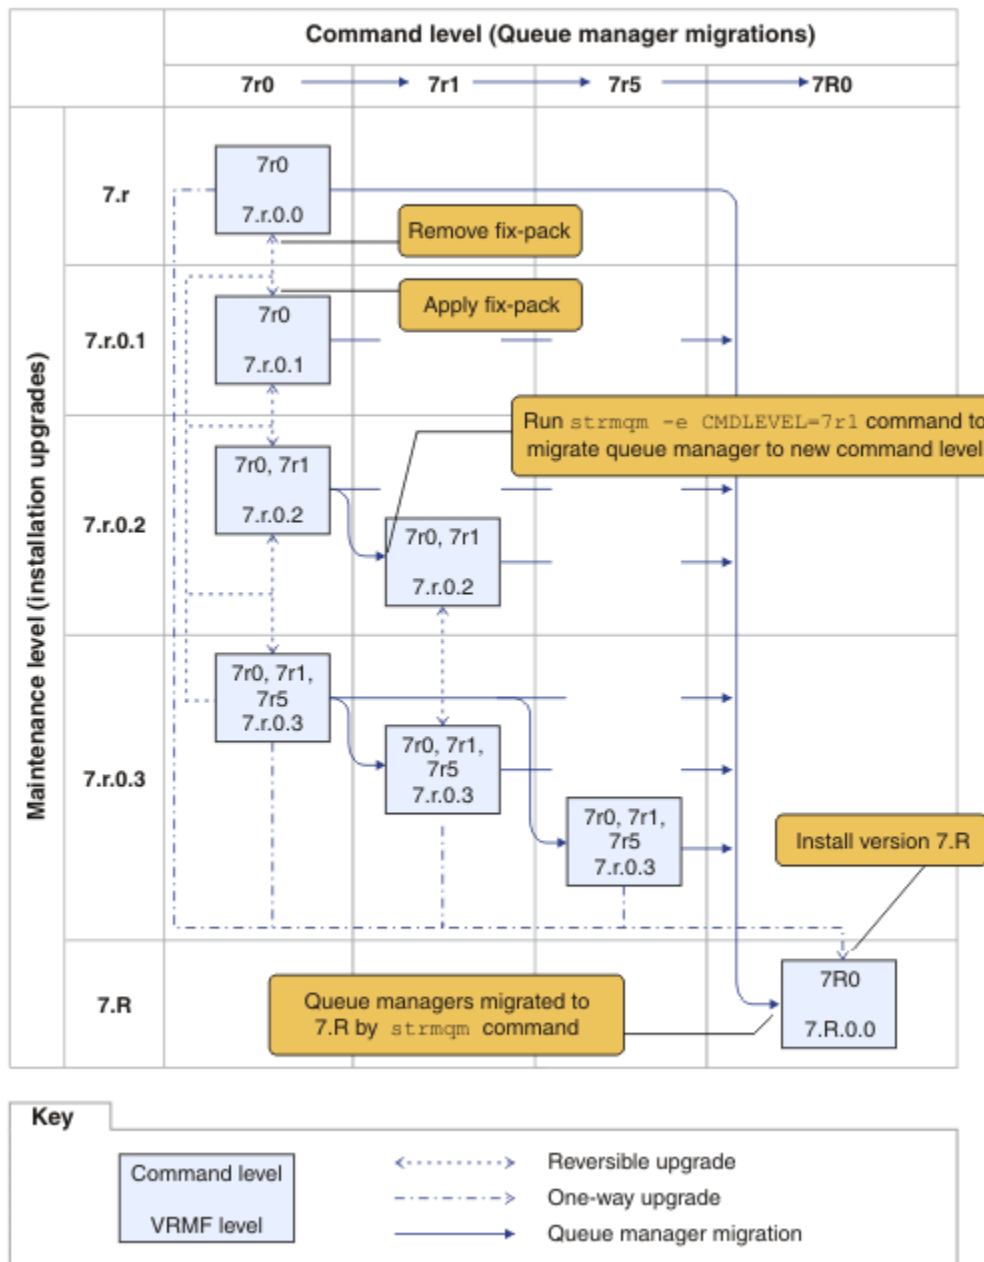 Command level (Queue manager migrations)
7r0
7r1
7r5
7R0
Maintenance level (installation upgrades)
7.r
7r0
7.r.0.0
Remove fix-pack
Apply fix-pack
7.r.0.1
7r0
7.r.0.1
Run strmqm -e CMDLEVEL=7r1 command to
migrate queue manager to new command level
7.r.0.2
7r0, 7r1
7.r.0.2
7r0, 7r1
7.r.0.2
7.r.0.3
7r0, 7r1,
7r5
7.r.0.3
7r0, 7r1,
7r5
7.r.0.3
7r0, 7r1,
7r5
7.r.0.3
Install version 7.R
7.R
Queue managers migrated to
7.R by strmqm command
7R0
7.R.0.0
Key
Command level
VRMF level
Reversible upgrade
One-way upgrade
Queue manager migration